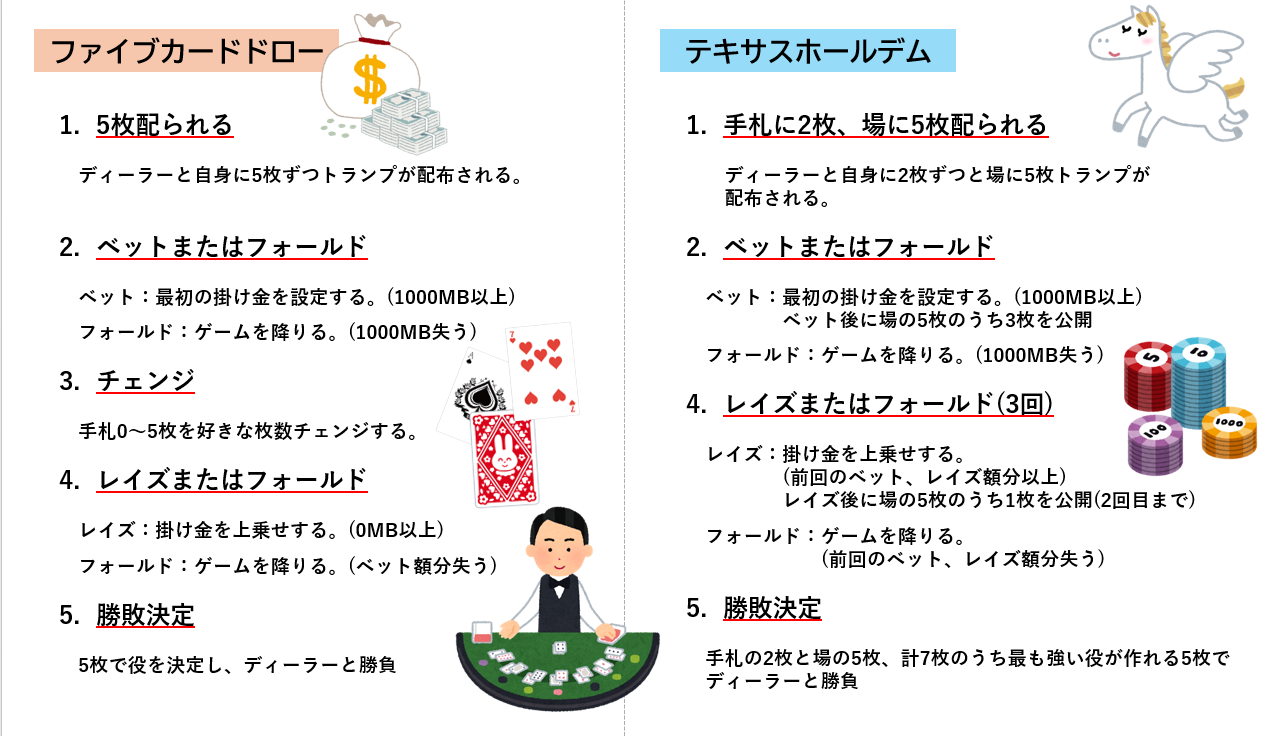 ファイブカードドロー
1. 5枚配られる
ディーラーと自身に5枚ずつトランプが配布される。
2. ベットまたはフォールド
ベット：最初の掛け金を設定する。(1000MB以上)
フォールド：ゲームを降りる。(1000MB失う)
3. チェンジ
手札0～5枚を好きな枚数チェンジする。
4. レイズまたはフォールド
レイズ：掛け金を上乗せする。(0MB以上)
フォールド：ゲームを降りる。(ベット額分失う)
5. 勝敗決定
5枚で役を決定し、ディーラーと勝負
$
7
7
テキサスホールデム
1. 手札に2枚、場に5枚配られる
ディーラーと自身に2枚ずつと場に5枚トランプが
配布される。
2. ベットまたはフォールド
ベット：最初の掛け金を設定する。(1000MB以上)
ベット後に場の5枚のうち3枚を公開
フォールド：ゲームを降りる。(1000MB失う)
4. レイズまたはフォールド(3回)
レイズ：掛け金を上乗せする。
(前回のベット、レイズ額分以上)
レイズ後に場の5枚のうち1枚を公開(2回目まで)
フォールド：ゲームを降りる。
(前回のベット、レイズ額分失う)
5. 勝敗決定
手札の2枚と場の5枚、計7枚のうち最も強い役が作れる5枚で
ディーラーと勝負
5
10
100
1000